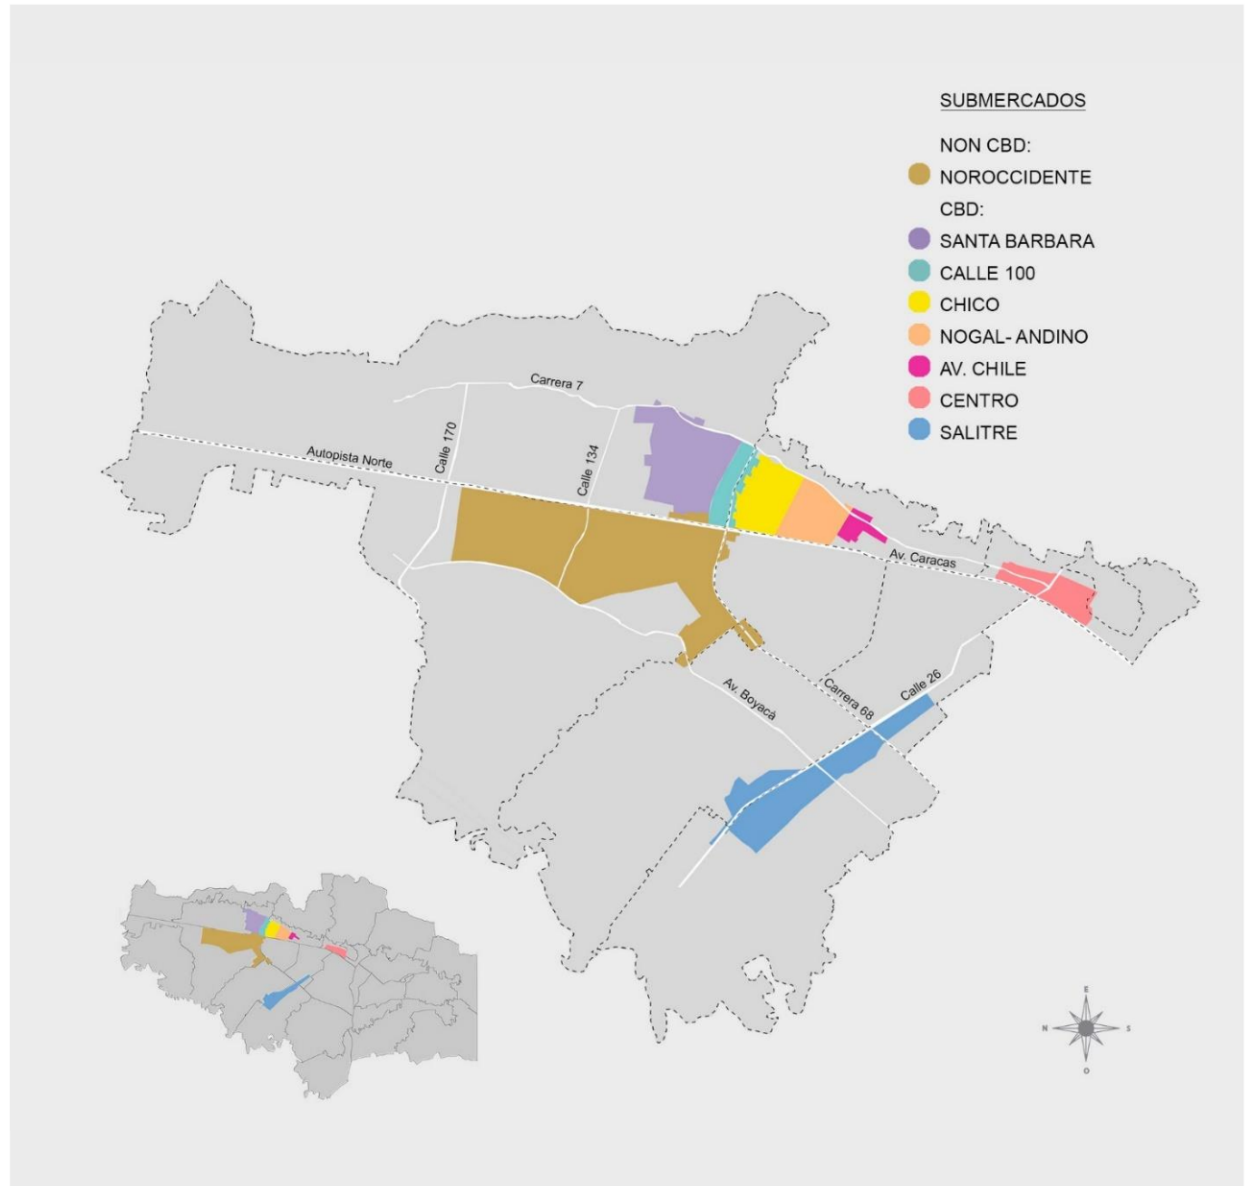 SUBMERCADOS
NON CBD:
NOROCCIDENTE
CBD:
SANTA BARBARA
CALLE 100
CHICO
NOGAL- ANDINO
AV. CHILE
CENTRO
SALITRE
Carrera 7
Calle 170
Autopista Norte
Calle 134
Av. Caracas
Calle 26
Carrera 68
Av. Boyacá
E
N
S
O